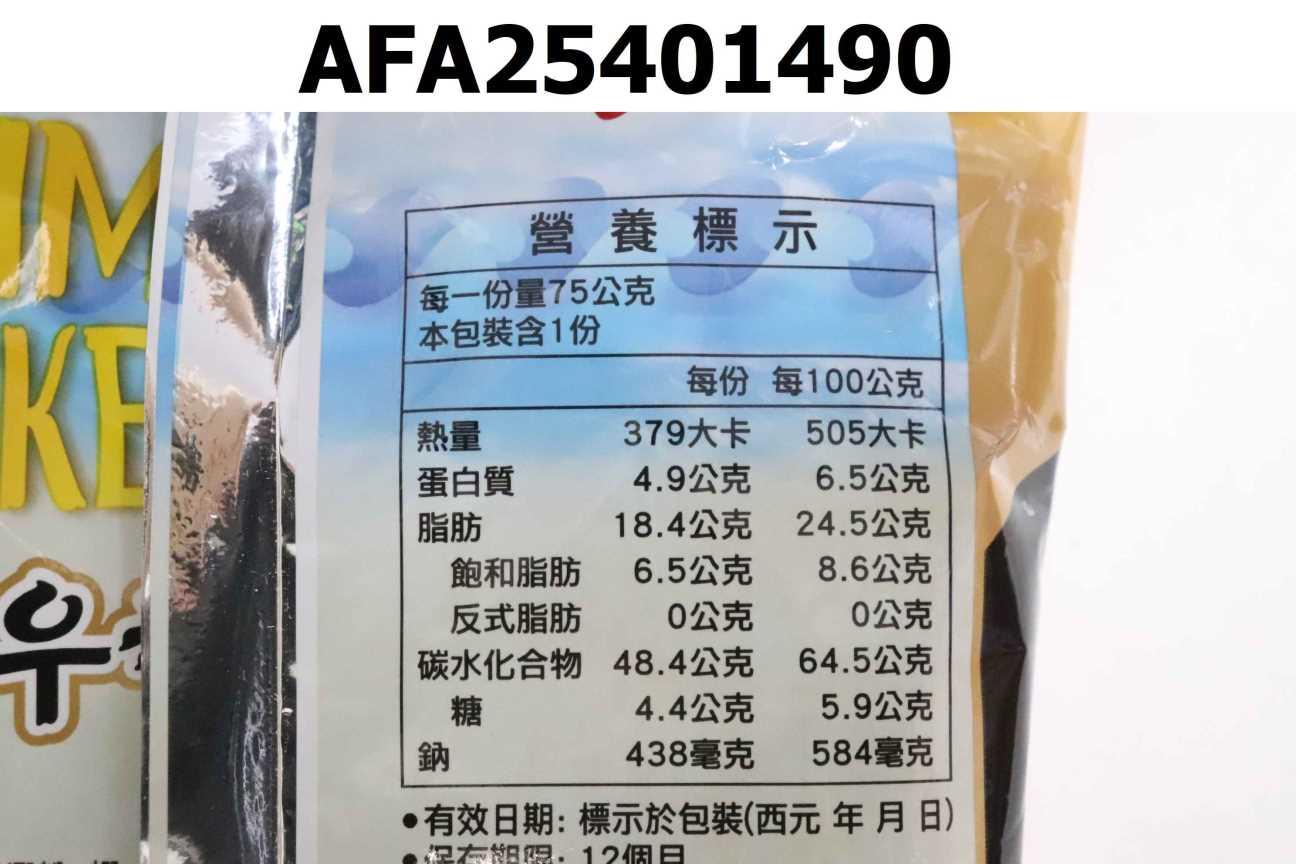 AFA25401490
IM
KE
우
營養標示
每一份量75公克
本包裝含1份
每份 每100公克
熱量 379大卡 505大卡
蛋白質 4.9公克 6.5公克
脂肪 18.4公克 24.5公克
飽和脂肪 6.5公克 8.6公克
反式脂肪 0公克 0公克
碳水化合物 48.4公克 64.5公克
糖 4.4公克 5.9公克
鈉 438毫克 584毫克
•有效日期: 標示於包裝(西元 年 月 日)
•保存期限: 12個月